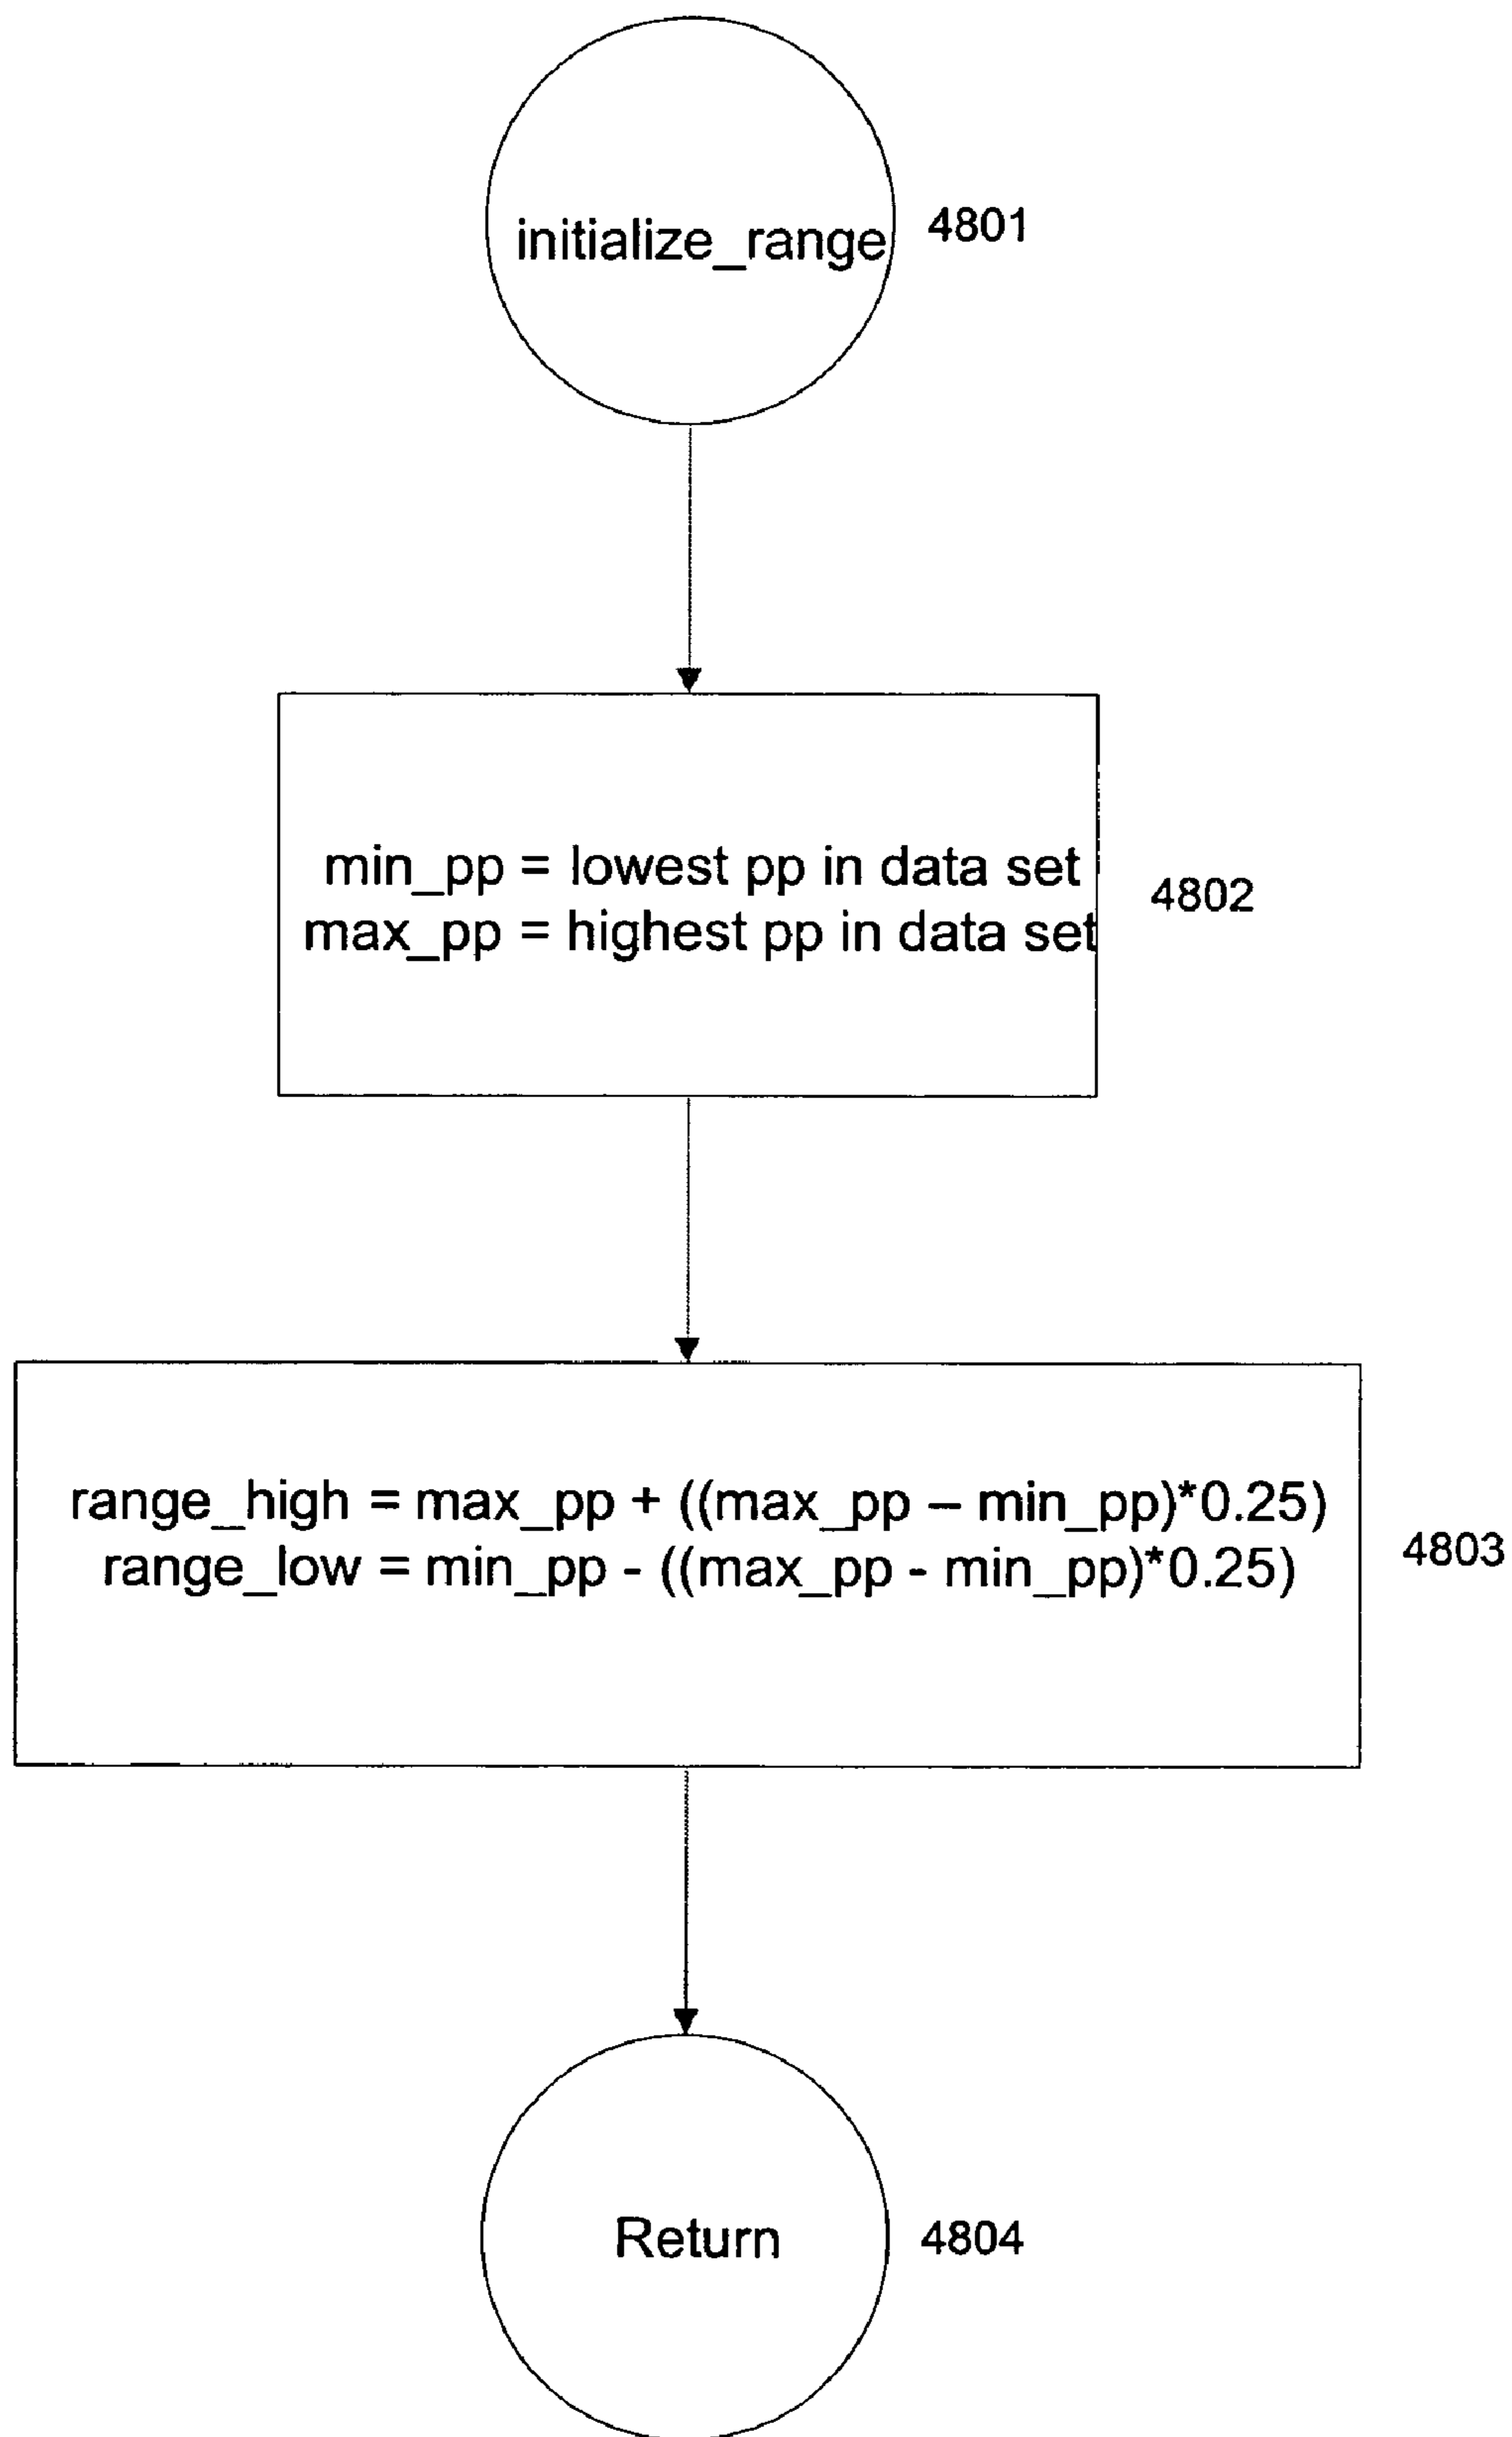 initialize_range
4801
min_pp = lowest pp in data set
max_pp = highest pp in data set
4802
range_high = max_pp + ((max_pp – min_pp)*0.25)
range_low = min_pp - ((max_pp - min_pp)*0.25)
4803
Return
4804